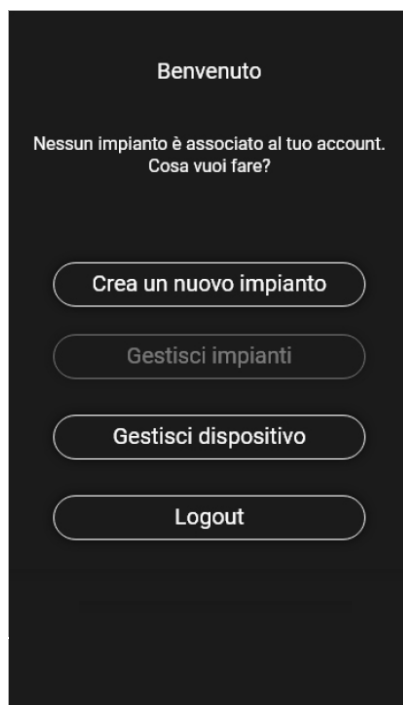 Benvenuto
Nessun impianto è associato al tuo account.
Cosa vuoi fare?
Crea un nuovo impianto
Gestisci impianti
Gestisci dispositivo
Logout